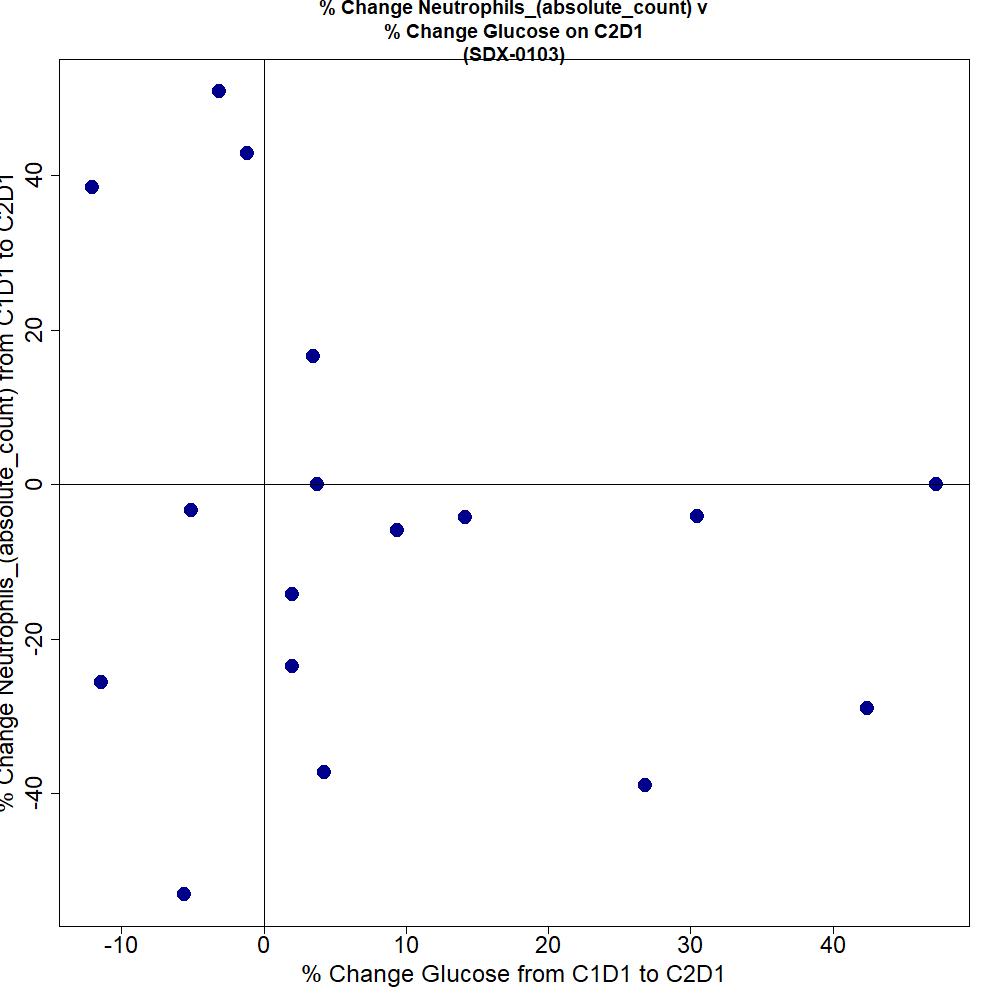 % Change Neutrophils_(absolute_count) v
% Change Glucose on C2D1
(SDX-0103)
% Change Neutrophils_(absolute_count) from C1D1 to C2D1
40
20
0
-20
-40
-10
0
10
20
30
40
% Change Glucose from C1D1 to C2D1